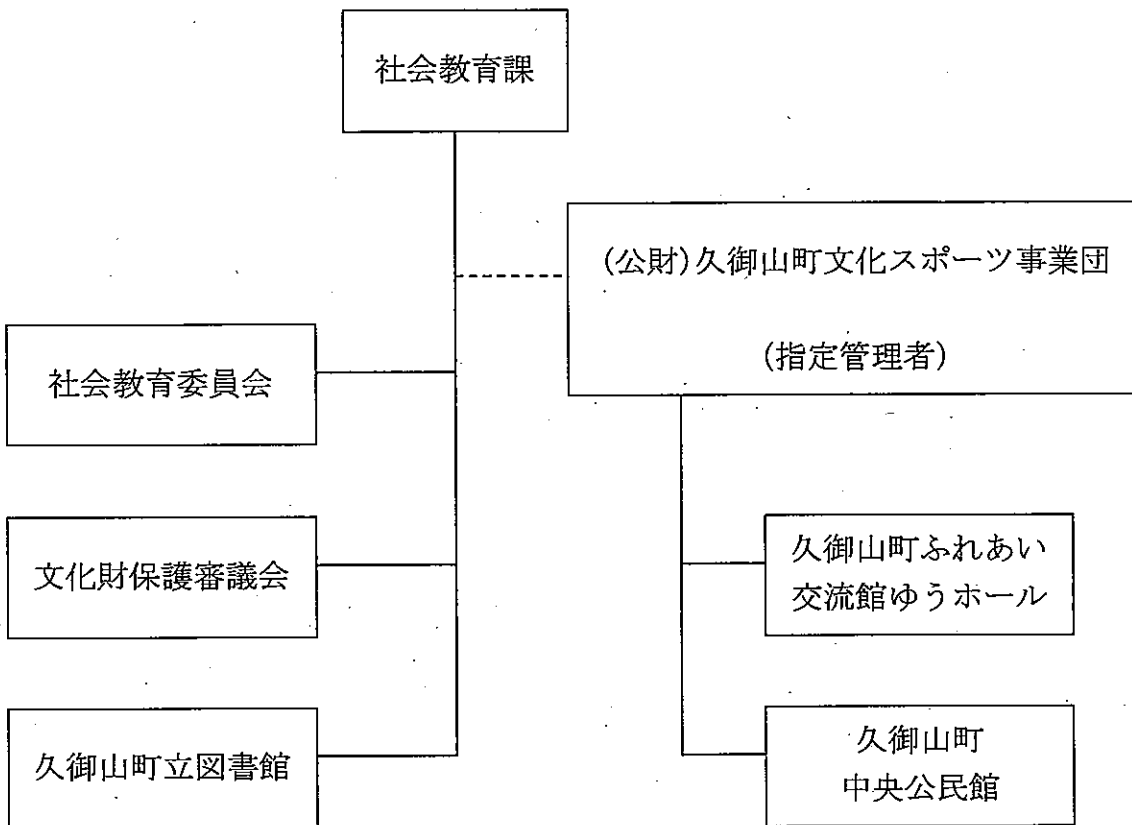 社会教育課
(公財)久御山町文化スポーツ事業団
(指定管理者)
社会教育委員会
文化財保護審議会
久御山町ふれあい
交流館ゆうホール
久御山町立図書館
久御山町
中央公民館